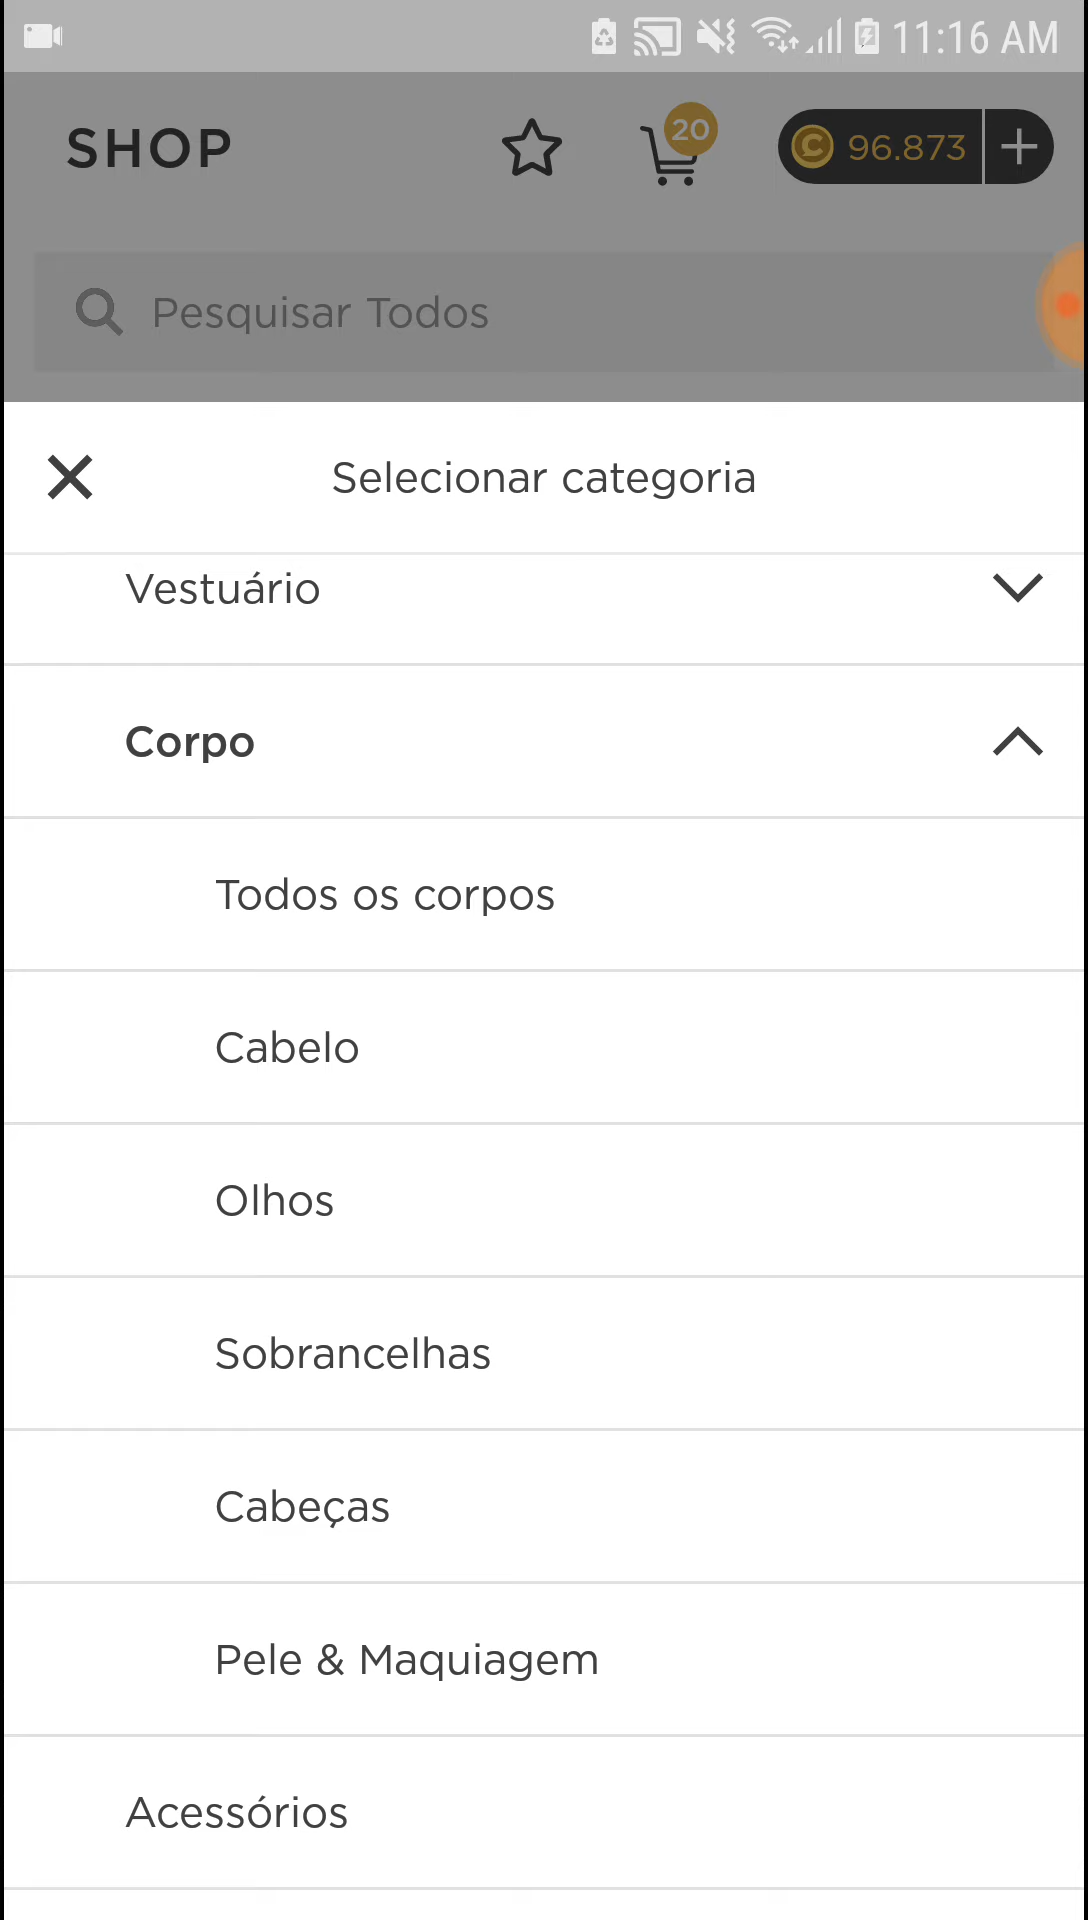 11:16 AM
SHOP
20
96.873
Pesquisar Todos
Selecionar categoria
Vestuário
Corpo
Todos os corpos
Cabelo
Olhos
Sobrancelhas
Cabeças
Pele & Maquiagem
Acessórios